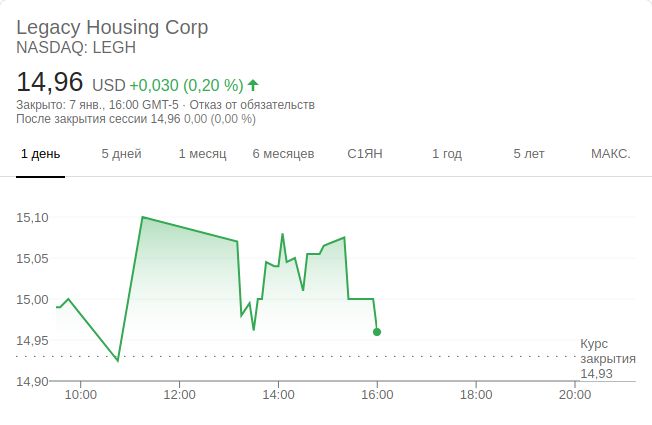 Legacy Housing Corp
NASDAQ: LEGH
14,96 USD +0,030 (0,20 %)
Закрыто: 7 янв., 16:00 GMT-5 · Отказ от обязательств
После закрытия сессии 14,96 0,00 (0,00 %)
1 день 5 дней 1 месяц 6 месяцев С1ЯН 1 год 5 лет МАКС.
15,10
15,05
15,00
14,95
Курс
закрытия
14,93
14,90
10:00 12:00 14:00 16:00 18:00 20:00